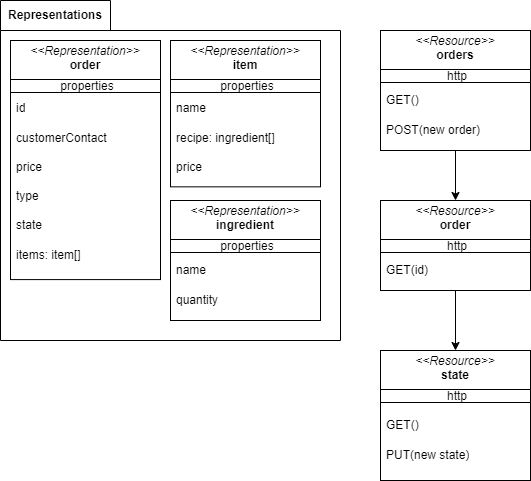 Representations
<<Representation>>
order
properties
id
customerContact
price
type
state
items: item[]
<<Representation>>
item
properties
name
recipe: ingredient[]
price
<<Representation>>
ingredient
properties
name
quantity
<<Resource>>
orders
http
GET()
POST(new order)
<<Resource>>
order
http
GET(id)
<<Resource>>
state
http
GET()
PUT(new state)